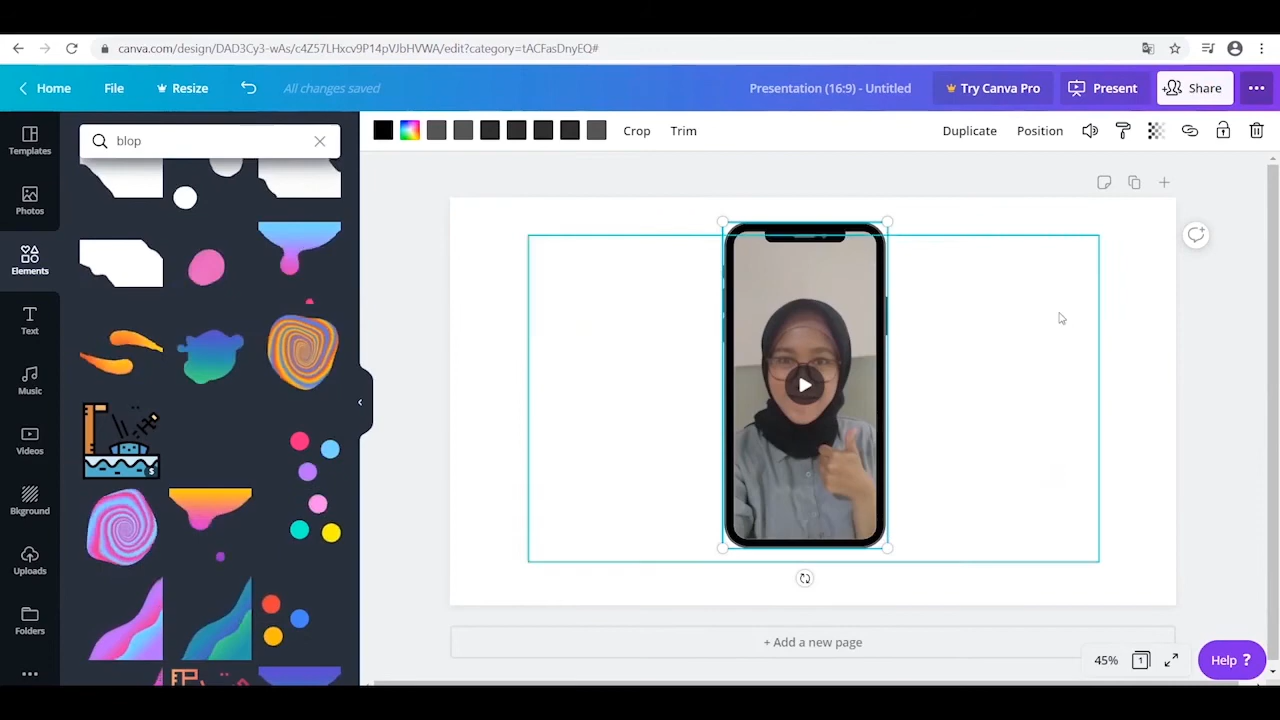 canva.com/design/DAD3Cy3-wAs/c4Z57LHxcv9P14pVJbHVWA/edit?category=tACFasDnyEQ#
Home File Resize All changes saved Presentation (16:9) - Untitled Try Canva Pro Present Share
Templates
Photos
Elements
Text
Music
Videos
Bkground
Uploads
Folders
blop
$
Crop Trim Duplicate Position
+ Add a new page
45% 1 Help ?